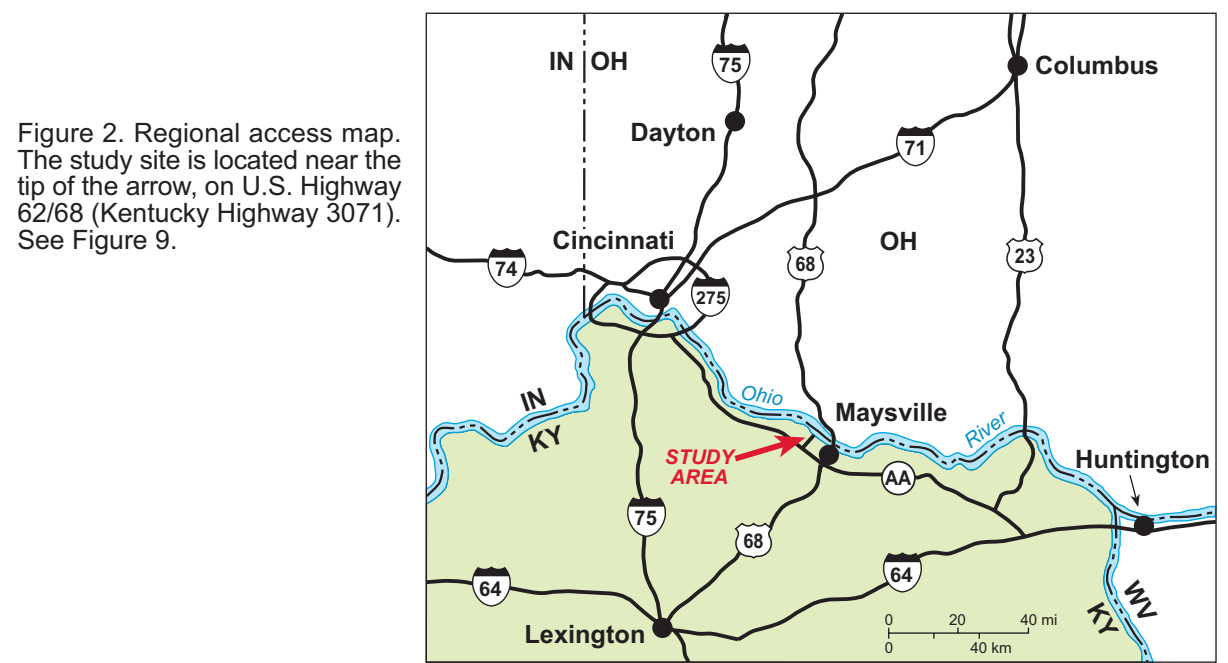 Figure 2. Regional access map.
The study site is located near the
tip of the arrow, on U.S. Highway
62/68 (Kentucky Highway 3071).
See Figure 9.
IN OH
75
Columbus
Dayton
71
Cincinnati
OH
74
68
23
275
IN
KY
Ohio
River
Maysville
STUDY
AREA
Huntington
AA
75
68
64
64
WV
KY
Lexington
0 20 40 mi
0 40 km